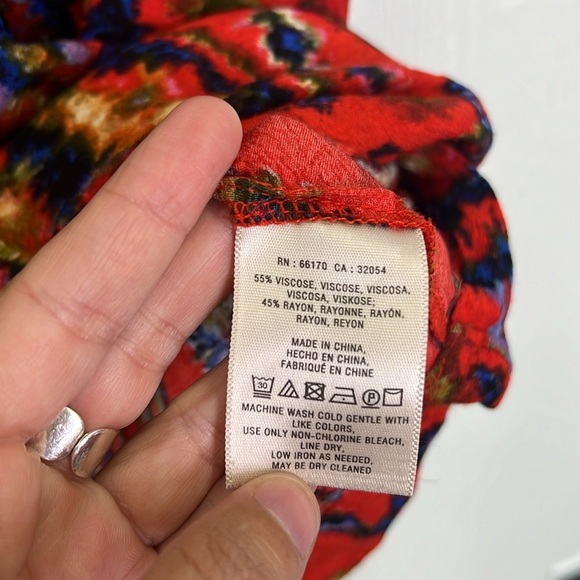 RN : 66170 CA : 32054
55% VISCOSE, VISCOSE, VISCOSA,
VISCOSA, VISKOSE;
45% RAYON, RAYONNE, RAYÓN,
RAYON, REYON
MADE IN CHINA,
HECHO EN CHINA,
FABRIQUÉ EN CHINE
30 P
MACHINE WASH COLD GENTLE WITH
LIKE COLORS,
USE ONLY NON-CHLORINE BLEACH,
LINE DRY,
LOW IRON AS NEEDED,
MAY BE DRY CLEANED